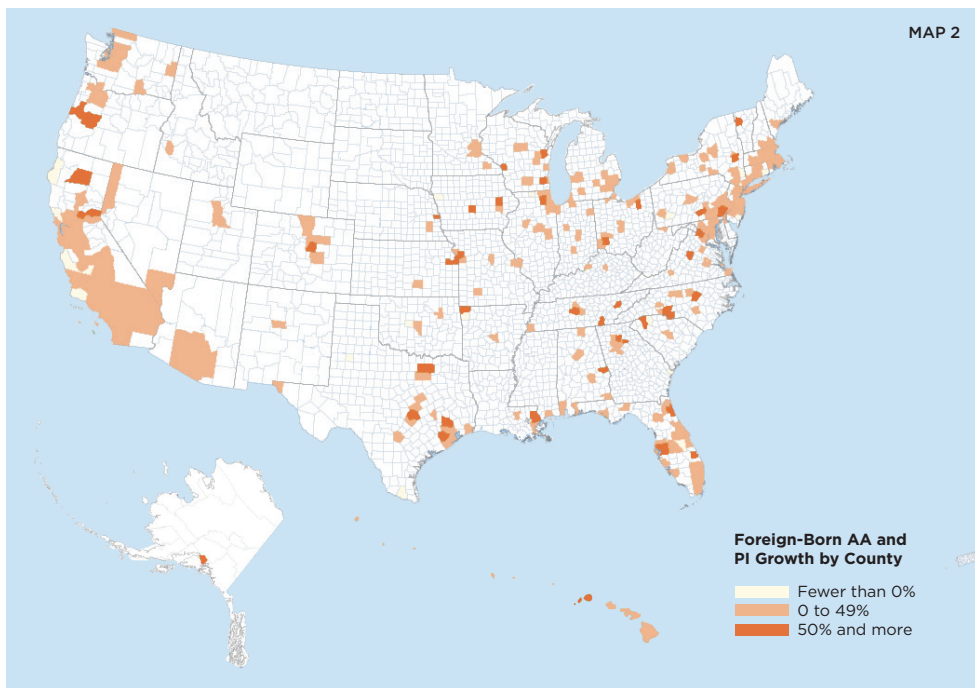 MAP 2
Foreign-Born AA and
PI Growth by County
Fewer than 0%
0 to 49%
50% and more